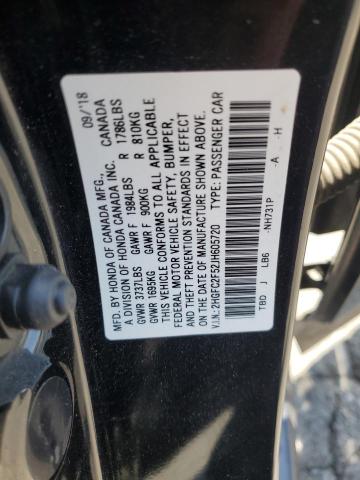 MFD. BY HONDA OF CANADA MFG., 09/'18
A DIVISION OF HONDA CANADA INC. CANADA
GVWR 3737LBS GAWR F 1984LBS R 1786LBS
GVWR 1695KG GAWR F 900KG R 810KG
THIS VEHICLE CONFORMS TO ALL APPLICABLE
FEDERAL MOTOR VEHICLE SAFETY, BUMPER,
AND THEFT PREVENTION STANDARDS IN EFFECT
ON THE DATE OF MANUFACTURE SHOWN ABOVE.
V.I.N.: 2HGFC2F52JH605720 TYPE: PASSENGER CAR
TBD J LB6 -NH731P -A -H